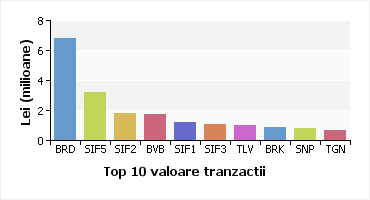 Lei (milioane)
8
6
4
2
0
BRD SIF5 SIF2 BVB SIF1 SIF3 TLV BRK SNP TGN
Top 10 valoare tranzactii